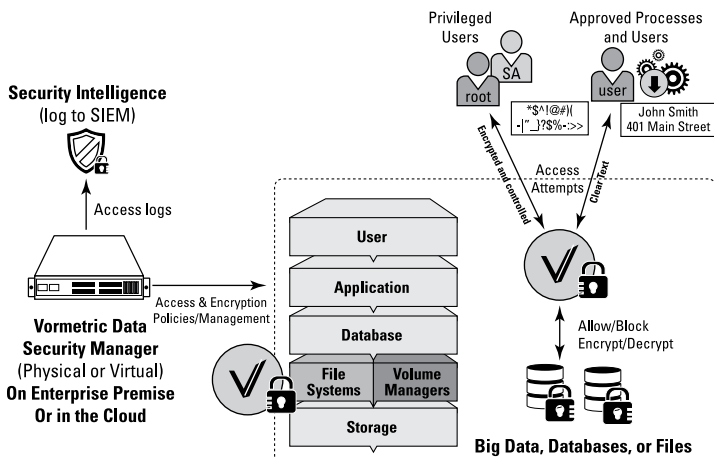 Privileged
Users
Approved Processes
and Users
SA
root
user
*$^!@#)(
-|"_}?$%-:>>
John Smith
401 Main Street
Security Intelligence
(log to SIEM)
Encrypted and controlled
Access
Attempts
Clear Text
Access logs
User
Application
Database
File
Systems
Volume
Managers
Storage
Access & Encryption
Policies/Management
Vormetric Data
Security Manager
(Physical or Virtual)
On Enterprise Premise
Or in the Cloud
Allow/Block
Encrypt/Decrypt
Big Data, Databases, or Files